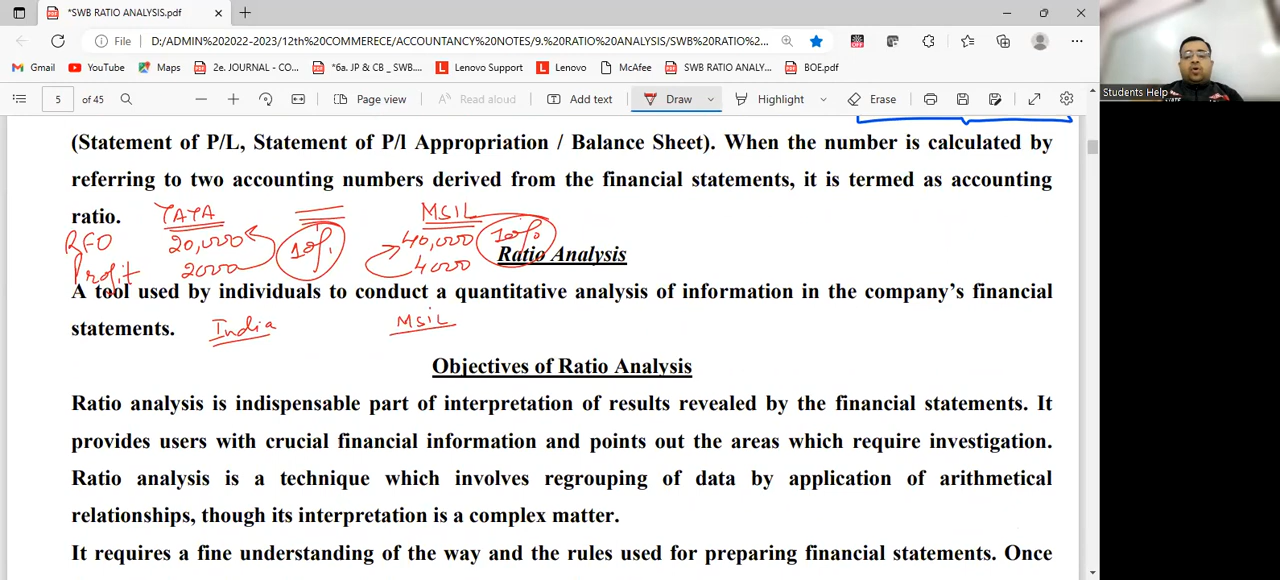 *SWB RATIO ANALYSIS.pdf
File D:/ADMIN%202022-2023/12th%20COMMERECE/ACCOUNTANCY%20NOTES/9.%20RATIO%20ANALYSIS/SWB%20RATIO%2...
Gmail YouTube Maps 2e. JOURNAL - CO... *6a. JP & CB _ SWB.... Lenovo Support Lenovo McAfee SWB RATIO ANALY... BOE.pdf
5 of 45 Page view Read aloud Add text Draw Highlight Erase
Students Help
(Statement of P/L, Statement of P/l Appropriation / Balance Sheet). When the number is calculated by
referring to two accounting numbers derived from the financial statements, it is termed as accounting
ratio.
TATA MSIL
RFO 20,000 10% 40,000 10%
Profit 2000 4000
Ratio Analysis
A tool used by individuals to conduct a quantitative analysis of information in the company's financial
statements.
India MSIL
Objectives of Ratio Analysis
Ratio analysis is indispensable part of interpretation of results revealed by the financial statements. It
provides users with crucial financial information and points out the areas which require investigation.
Ratio analysis is a technique which involves regrouping of data by application of arithmetical
relationships, though its interpretation is a complex matter.
It requires a fine understanding of the way and the rules used for preparing financial statements. Once